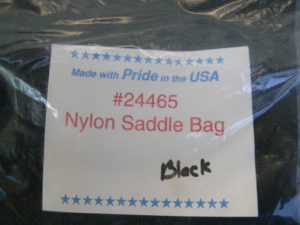 Made with Pride in the USA
#24465
Nylon Saddle Bag
Black